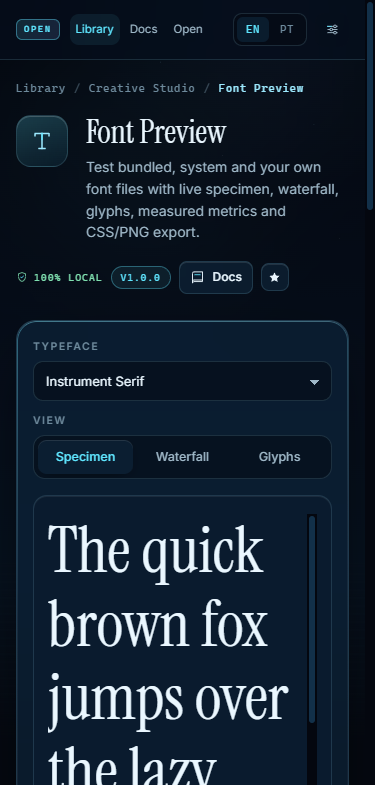 OPEN Library Docs Open EN PT
Library / Creative Studio / Font Preview
T
Font Preview
Test bundled, system and your own
font files with live specimen, waterfall,
glyphs, measured metrics and
CSS/PNG export.
100% LOCAL V1.0.0 Docs
TYPEFACE
Instrument Serif
VIEW
Specimen Waterfall Glyphs
The quick
brown fox
jumps over
the lazy